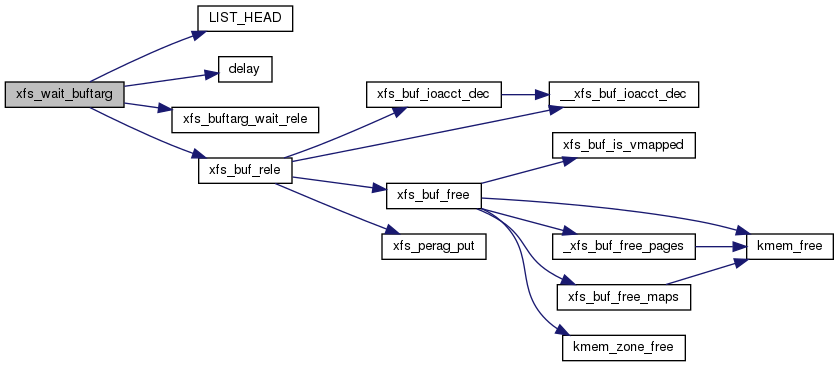 LIST_HEAD
delay
xfs_wait_buftarg
xfs_buf_ioacct_dec
__xfs_buf_ioacct_dec
xfs_buftarg_wait_rele
xfs_buf_is_vmapped
xfs_buf_rele
xfs_buf_free
xfs_perag_put
_xfs_buf_free_pages
kmem_free
xfs_buf_free_maps
kmem_zone_free